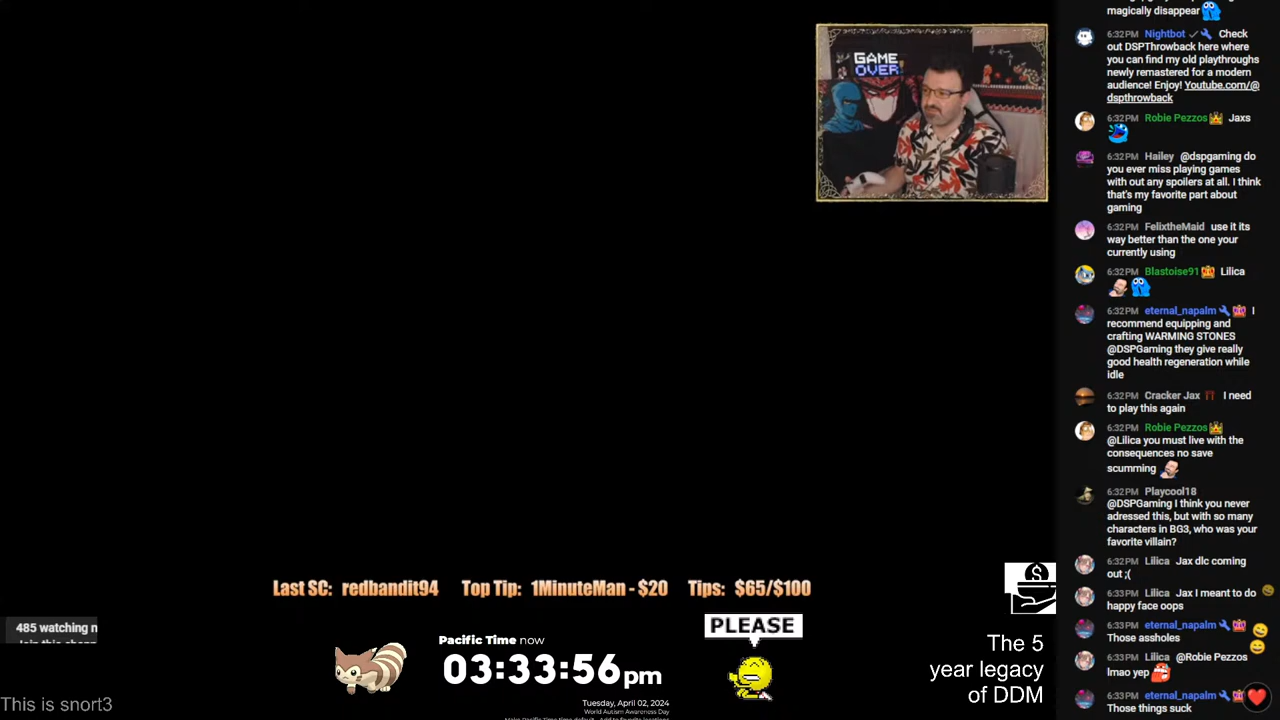 GAME
OVER!
magically disappear
6:32PM Nightbot Check
out DSPThrowback here where
you can find my old playthroughs
newly remastered for a modern
audience! Enjoy! Youtube.com/@
dspthrowback
6:32PM Robie Pezzos Jaxs
6:32PM Hailey @dspgaming do
you ever miss playing games
with out any spoilers at all. I think
that's my favorite part about
gaming
6:32PM FelixtheMaid use it its
way better than the one your
currently using
6:32PM Blastoise91 Lilica
6:32PM eternal_napalm I
recommend equipping and
crafting WARMING STONES
@DSPGaming they give really
good health regeneration while
idle
6:32PM Cracker Jax I need
to play this again
6:32PM Robie Pezzos
@Lilica you must live with the
consequences no save
scumming
6:32PM Playcool18
@DSPGaming I think you never
adressed this, but with so many
characters in BG3, who was your
favorite villain?
6:32PM Lilica Jax dlc coming
out ;(
6:33PM Lilica Jax I meant to do
happy face oops
6:33PM eternal_napalm
Those assholes
6:33PM Lilica @Robie Pezzos
lmao yep
6:33PM eternal_napalm
Those things suck
Last SC: redbandit94 Top Tip: 1MinuteMan - $20 Tips: $65/$100
485 watching n
Pacific Time now
03:33:56pm
Tuesday, April 02, 2024
World Autism Awareness Day
PLEASE
The 5
year legacy
of DDM
This is snort3